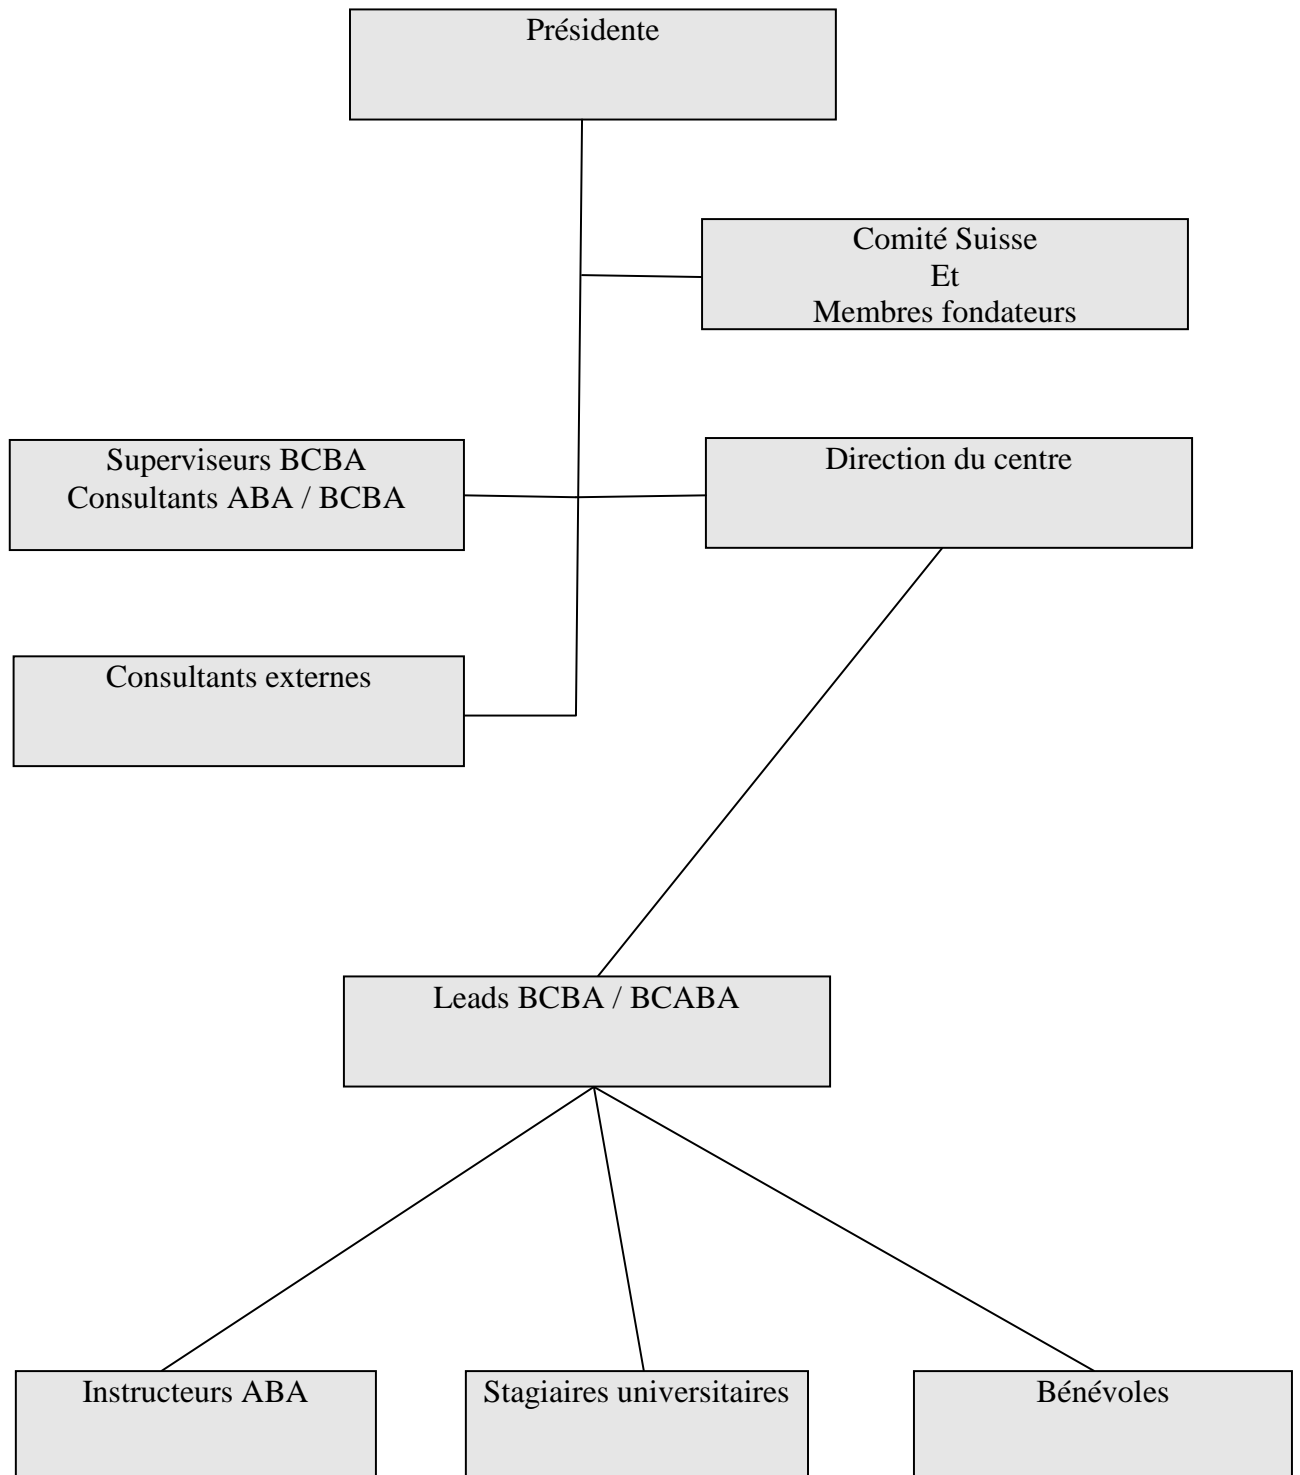 Présidente
Comité Suisse
Et
Membres fondateurs
Superviseurs BCBA
Consultants ABA / BCBA
Direction du centre
Consultants externes
Leads BCBA / BCABA
Instructeurs ABA
Stagiaires universitaires
Bénévoles